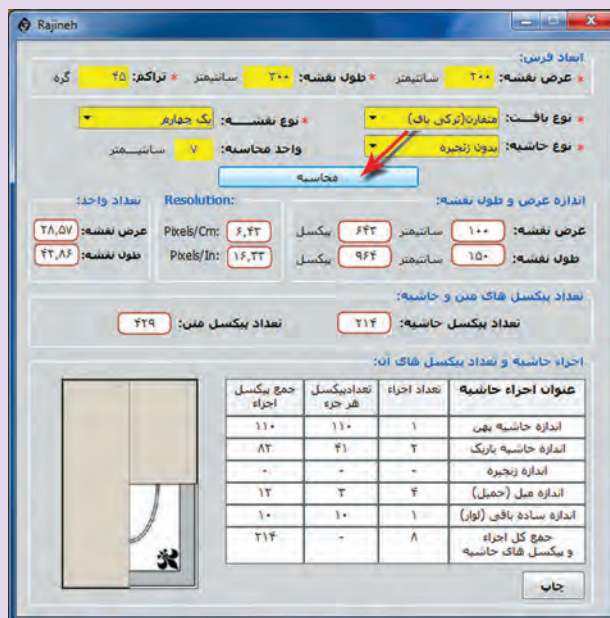 Rajineh
ابعاد فرش:
* عرض نقشه: ۲۰۰ سانتیمتر * طول نقشه: ۳۰۰ سانتیمتر * تراکم: ۴۵ گره
* نوع بافت: متقارن(ترکی باف) * نوع نقشه: یک چهارم
* نوع حاشیه: بدون زنجیره واحد محاسبه: ۷ سانتیمتر
محاسبه
اندازه عرض و طول نقشه: Resolution: تعداد واحد:
عرض نقشه: ۱۰۰ سانتیمتر ۶۴۳ پیکسل Pixels/Cm: ۶,۴۳ عرض نقشه: ۲۸,۵۷
طول نقشه: ۱۵۰ سانتیمتر ۹۶۴ پیکسل Pixels/In: ۱۶,۳۳ طول نقشه: ۴۲,۸۶
تعداد پیکسل های متن و حاشیه:
تعداد پیکسل حاشیه: ۲۱۴ تعداد پیکسل متن: ۴۲۹
اجزاء حاشیه و تعداد پیکسل های آن:
عنوان اجزاء حاشیه تعداد اجزاء تعدادپیکسل هر جزء جمع پیکسل اجزاء
اندازه حاشیه پهن ۱ ۱۱۰ ۱۱۰
اندازه حاشیه باریک ۲ ۴۱ ۸۲
اندازه زنجیره - - -
اندازه میل (حمیل) ۴ ۳ ۱۲
اندازه ساده بافی (لوار) ۱ ۱۰ ۱۰
جمع کل اجزاء و پیکسل های حاشیه ۸ - ۲۱۴
چاپ